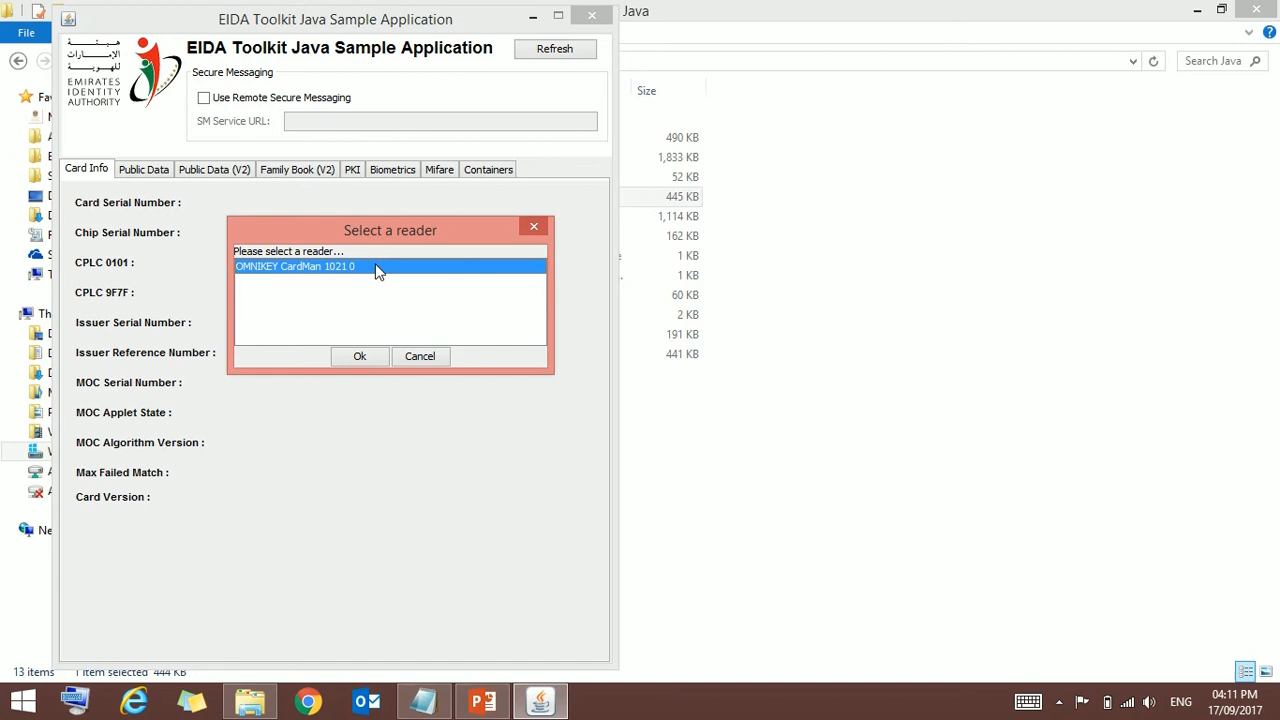 EIDA Toolkit Java Sample Application
Java
File
Search Java
هيئة
الإمارات
للهوية
EMIRATES
IDENTITY
AUTHORITY
EIDA Toolkit Java Sample Application
Refresh
Secure Messaging
Use Remote Secure Messaging
SM Service URL:
Size
Card Info
Public Data
Public Data (V2)
Family Book (V2)
PKI
Biometrics
Mifare
Containers
490 KB
1,833 KB
52 KB
445 KB
1,114 KB
162 KB
1 KB
1 KB
60 KB
2 KB
191 KB
441 KB
Card Serial Number :
Chip Serial Number :
CPLC 0101 :
CPLC 9F7F :
Issuer Serial Number :
Issuer Reference Number :
MOC Serial Number :
MOC Applet State :
MOC Algorithm Version :
Max Failed Match :
Card Version :
Select a reader
Please select a reader...
OMNIKEY CardMan 1021 0
Ok
Cancel
Fav
Th
Ne
13 items
1 item selected 444 KB
ENG
04:11 PM
17/09/2017